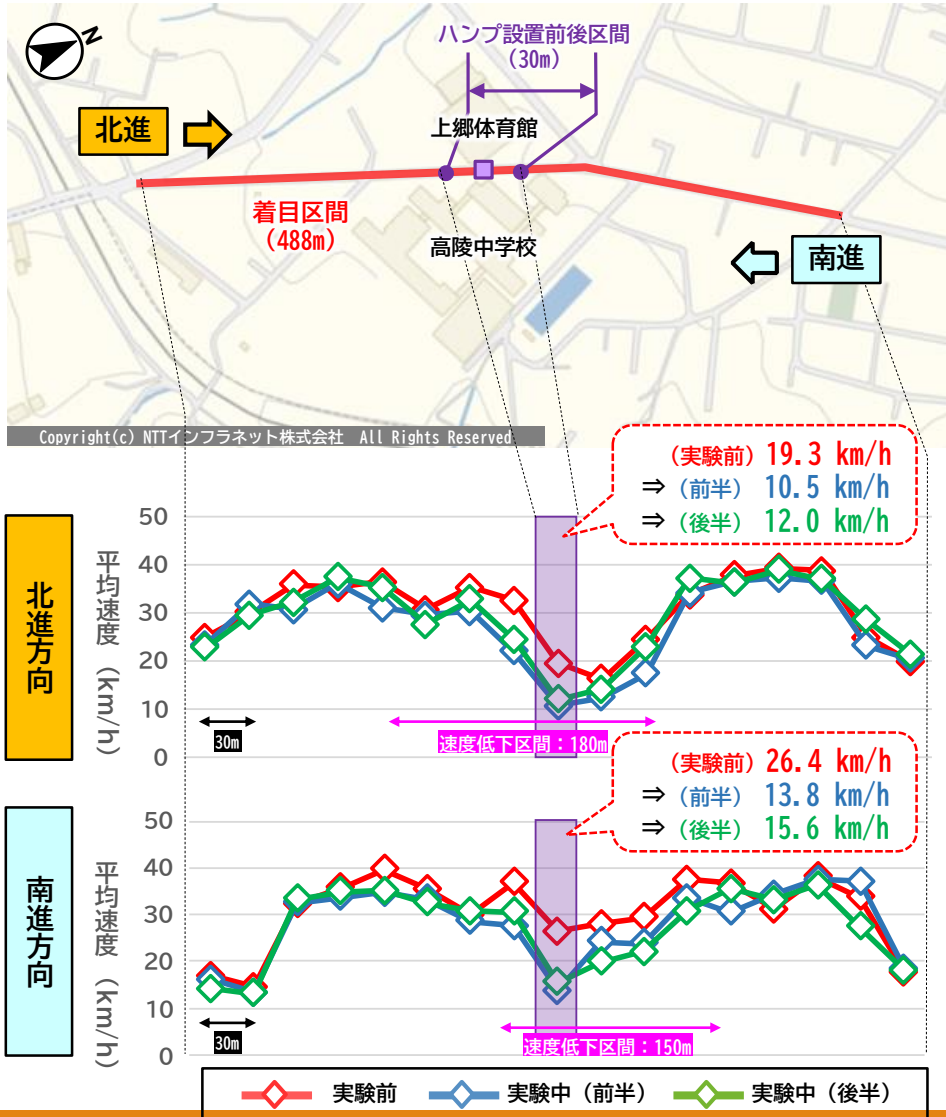 N
ハンプ設置前後区間
(30m)
北進
上郷体育館
着目区間
(488m)
高陵中学校
南進
Copyright(c) NTTインフラネット株式会社 All Rights Reserved
(実験前) 19.3 km/h
⇒ (前半) 10.5 km/h
⇒ (後半) 12.0 km/h
北進方向
平均速度 (km/h)
50
40
30
20
10
0
30m
速度低下区間：180m
(実験前) 26.4 km/h
⇒ (前半) 13.8 km/h
⇒ (後半) 15.6 km/h
南進方向
平均速度 (km/h)
50
40
30
20
10
0
30m
速度低下区間：150m
実験前 実験中（前半） 実験中（後半）